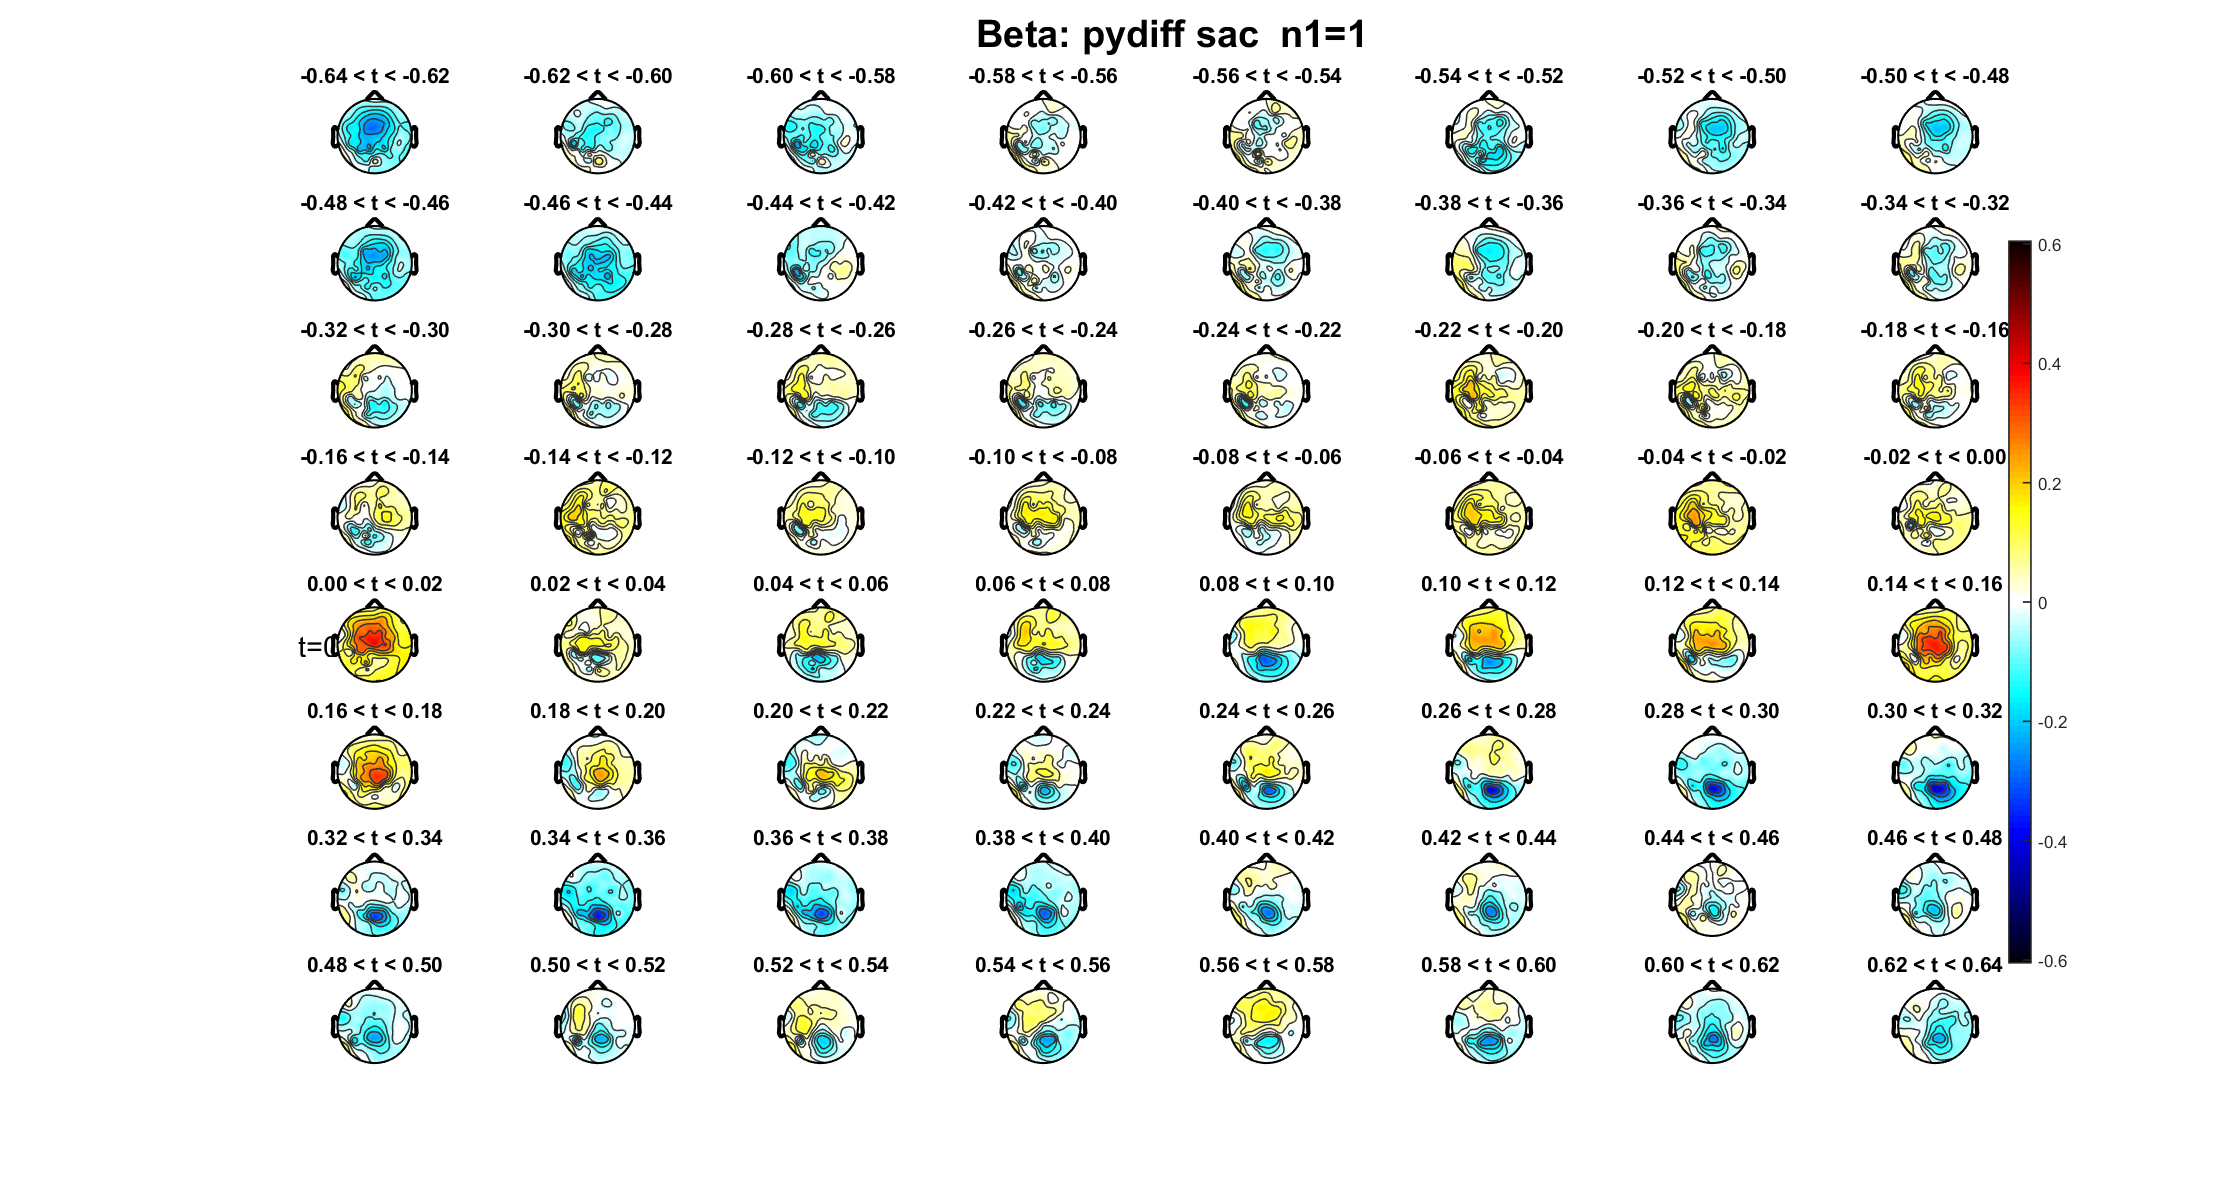 Beta: pydiff sac  n1=1
-0.64 < t < -0.62 -0.62 < t < -0.60 -0.60 < t < -0.58 -0.58 < t < -0.56 -0.56 < t < -0.54 -0.54 < t < -0.52 -0.52 < t < -0.50 -0.50 < t < -0.48
-0.48 < t < -0.46 -0.46 < t < -0.44 -0.44 < t < -0.42 -0.42 < t < -0.40 -0.40 < t < -0.38 -0.38 < t < -0.36 -0.36 < t < -0.34 -0.34 < t < -0.32
-0.32 < t < -0.30 -0.30 < t < -0.28 -0.28 < t < -0.26 -0.26 < t < -0.24 -0.24 < t < -0.22 -0.22 < t < -0.20 -0.20 < t < -0.18 -0.18 < t < -0.16
-0.16 < t < -0.14 -0.14 < t < -0.12 -0.12 < t < -0.10 -0.10 < t < -0.08 -0.08 < t < -0.06 -0.06 < t < -0.04 -0.04 < t < -0.02 -0.02 < t < 0.00
0.00 < t < 0.02 0.02 < t < 0.04 0.04 < t < 0.06 0.06 < t < 0.08 0.08 < t < 0.10 0.10 < t < 0.12 0.12 < t < 0.14 0.14 < t < 0.16
t=0
0.16 < t < 0.18 0.18 < t < 0.20 0.20 < t < 0.22 0.22 < t < 0.24 0.24 < t < 0.26 0.26 < t < 0.28 0.28 < t < 0.30 0.30 < t < 0.32
0.32 < t < 0.34 0.34 < t < 0.36 0.36 < t < 0.38 0.38 < t < 0.40 0.40 < t < 0.42 0.42 < t < 0.44 0.44 < t < 0.46 0.46 < t < 0.48
0.48 < t < 0.50 0.50 < t < 0.52 0.52 < t < 0.54 0.54 < t < 0.56 0.56 < t < 0.58 0.58 < t < 0.60 0.60 < t < 0.62 0.62 < t < 0.64
0.6
0.4
0.2
0
-0.2
-0.4
-0.6